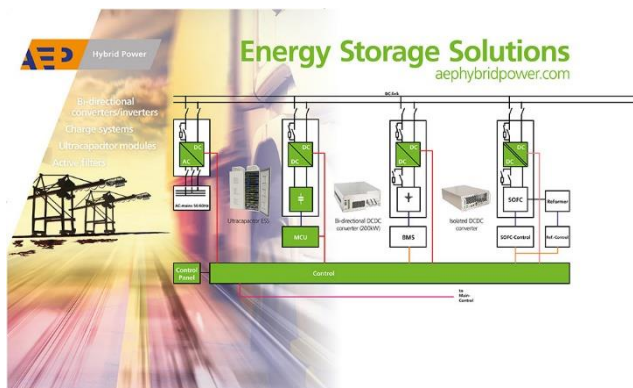 AEP
Hybrid Power
Energy Storage Solutions
aephybridpower.com
DC-link
Bi-directional
converters/inverters
Charge systems
Ultracapacitor modules
Active filters
DC
AC
DC
DC
DC
DC
DC
DC
AC-mains 50/60Hz
Ultracapacitor ESS
Bi-directional DCDC
converter (200kW)
Isolated DCDC
converter
SOFC
Reformer
MCU
BMS
SOFC-Control
Ref.-Control
Control
Panel
Control
to
Main-
Control